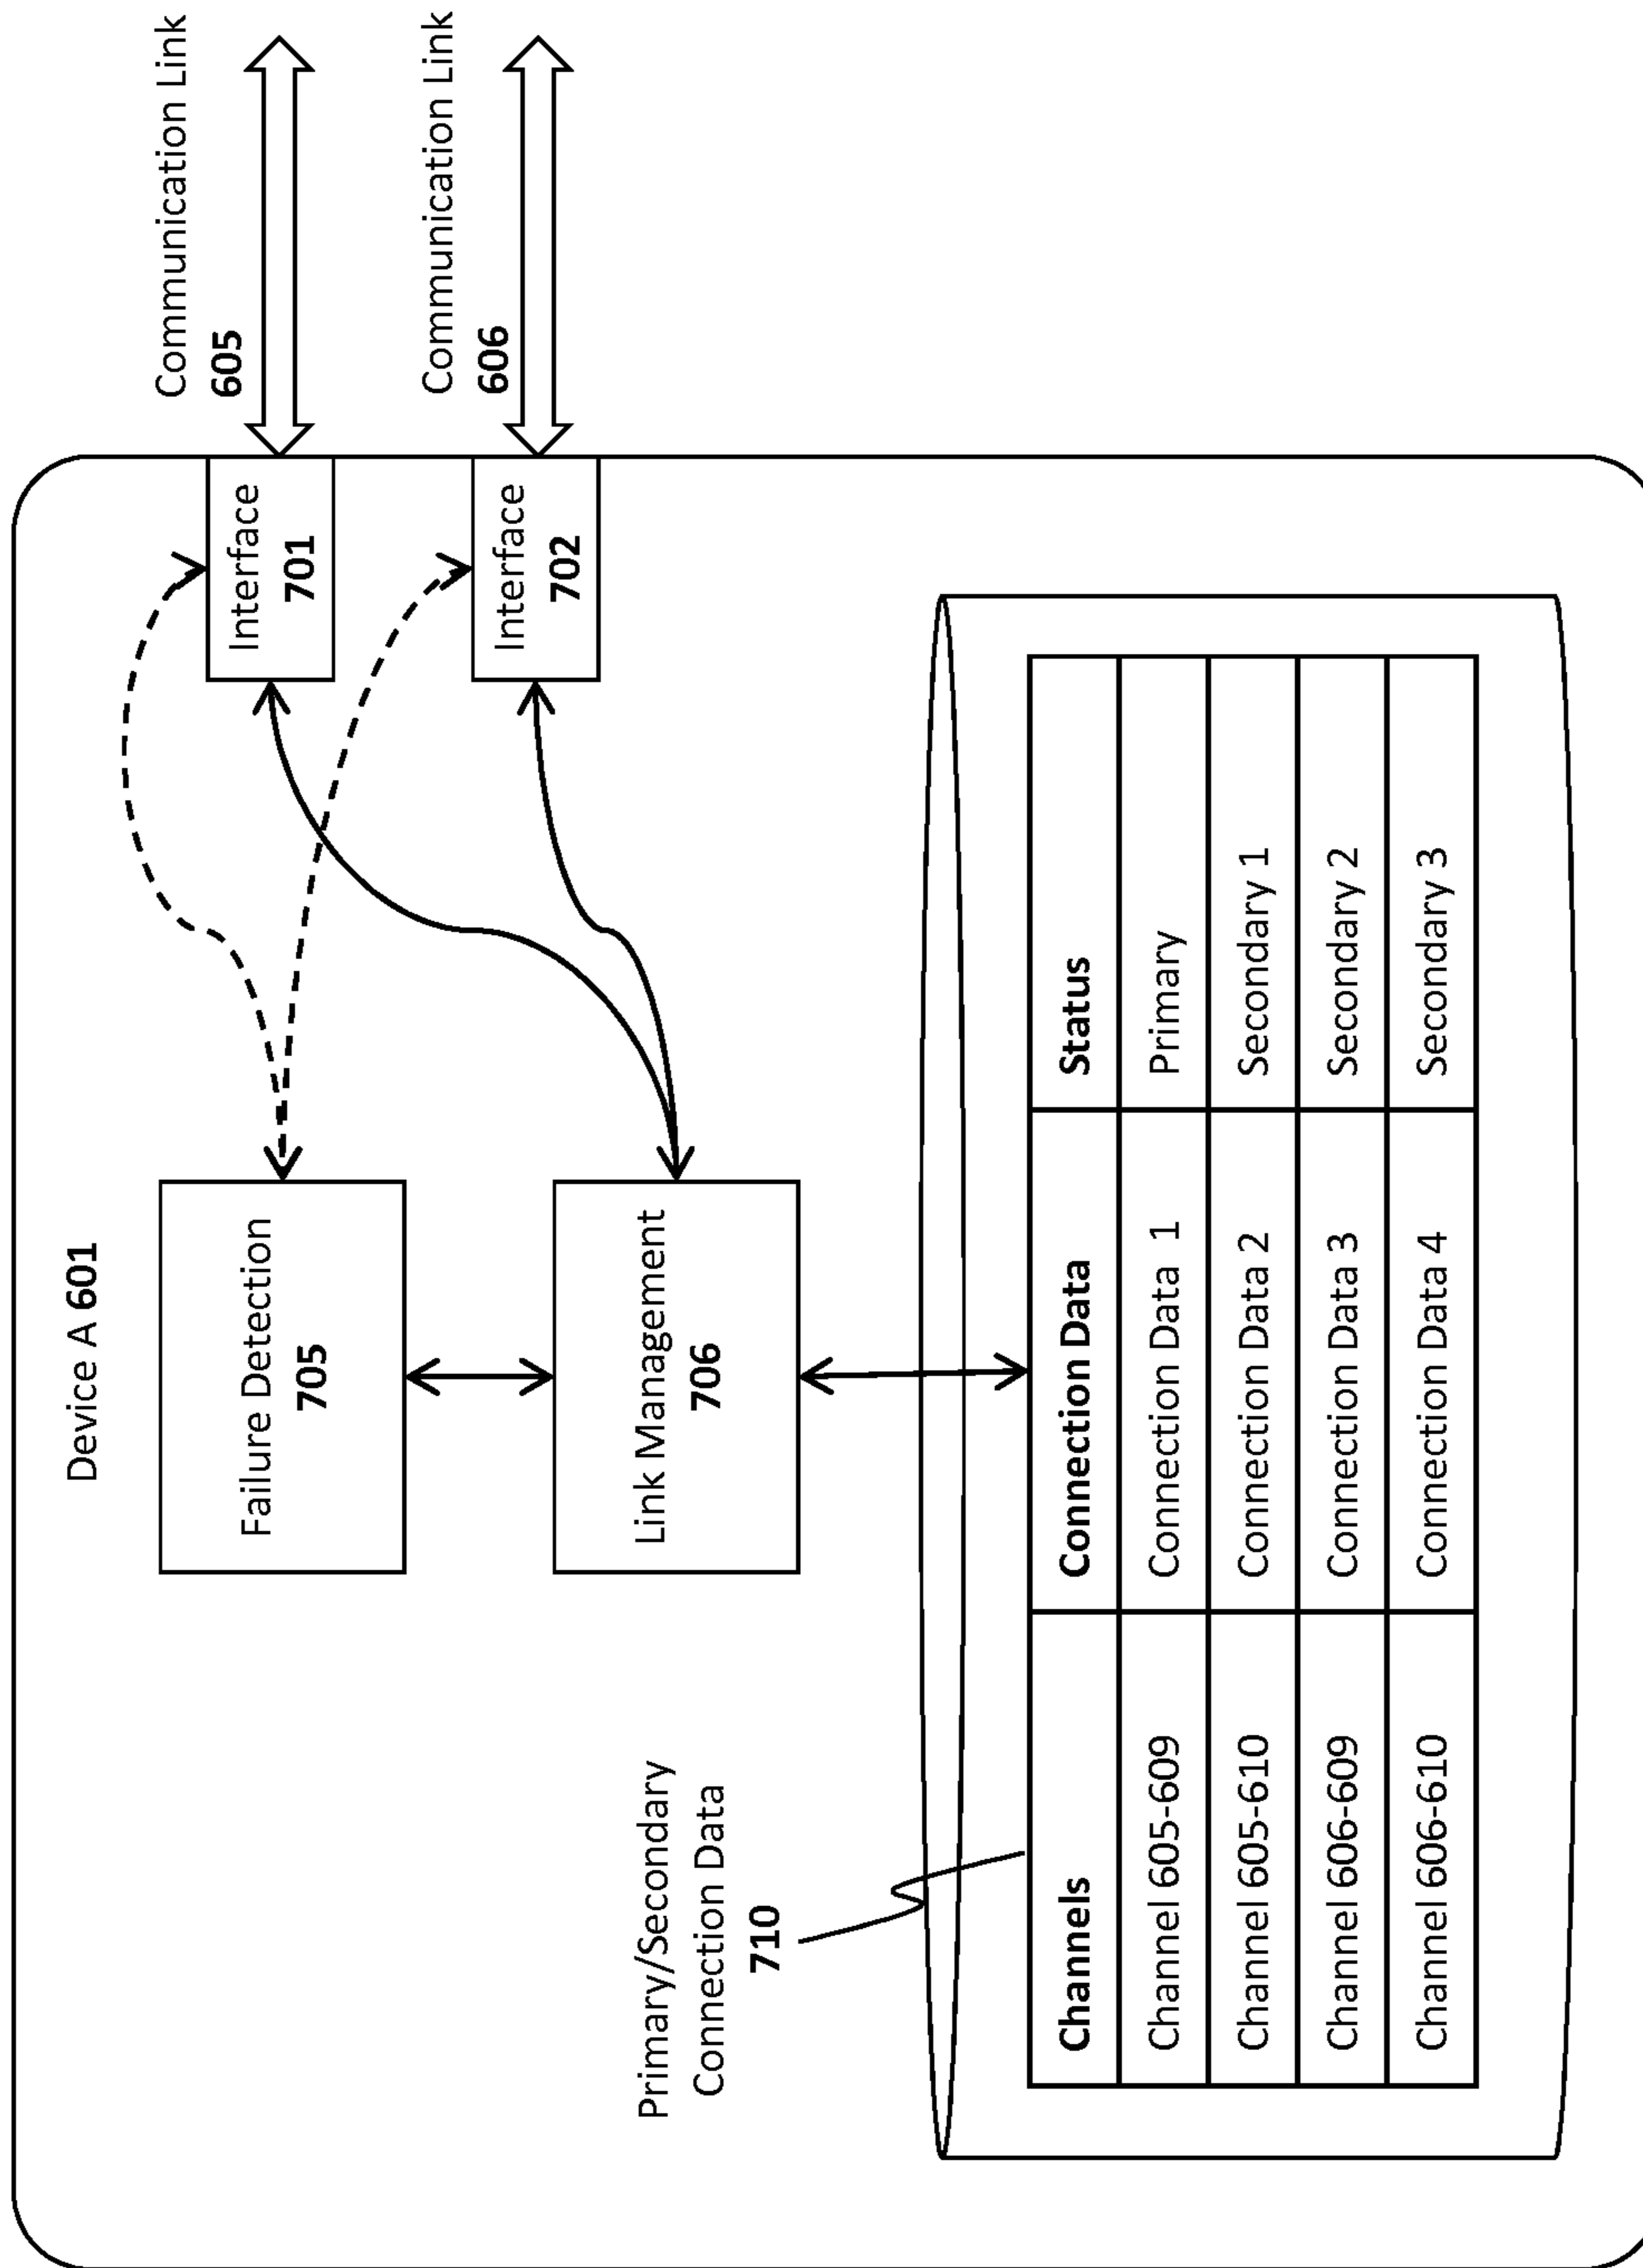 Device A 601
Communication Link
605
Communication Link
606
Interface
701
Interface
702
Failure Detection
705
Link Management
706
Primary/Secondary
Connection Data
710
Channels Connection Data Status
Channel 605-609 Connection Data 1 Primary
Channel 605-610 Connection Data 2 Secondary 1
Channel 606-609 Connection Data 3 Secondary 2
Channel 606-610 Connection Data 4 Secondary 3